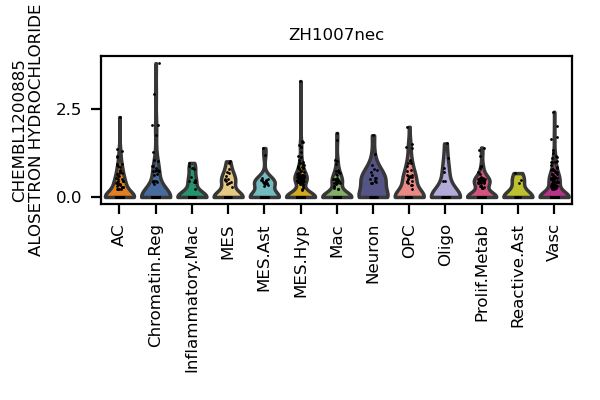 ZH1007nec
CHEMBL1200885
ALOSETRON HYDROCHLORIDE
2.5
0.0
AC
Chromatin.Reg
Inflammatory.Mac
MES
MES.Ast
MES.Hyp
Mac
Neuron
OPC
Oligo
Prolif.Metab
Reactive.Ast
Vasc